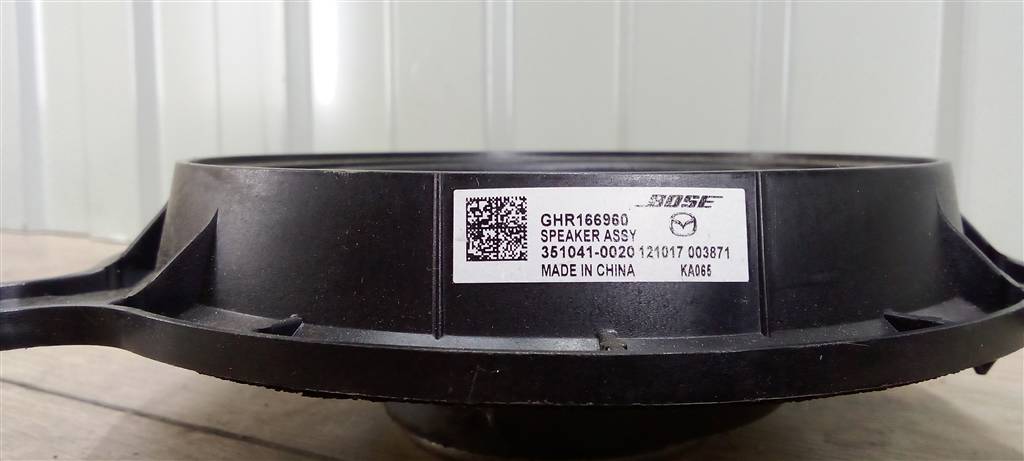 BOSE
GHR166960
SPEAKER ASSY
351041-0020 121017 003871
MADE IN CHINA KA065